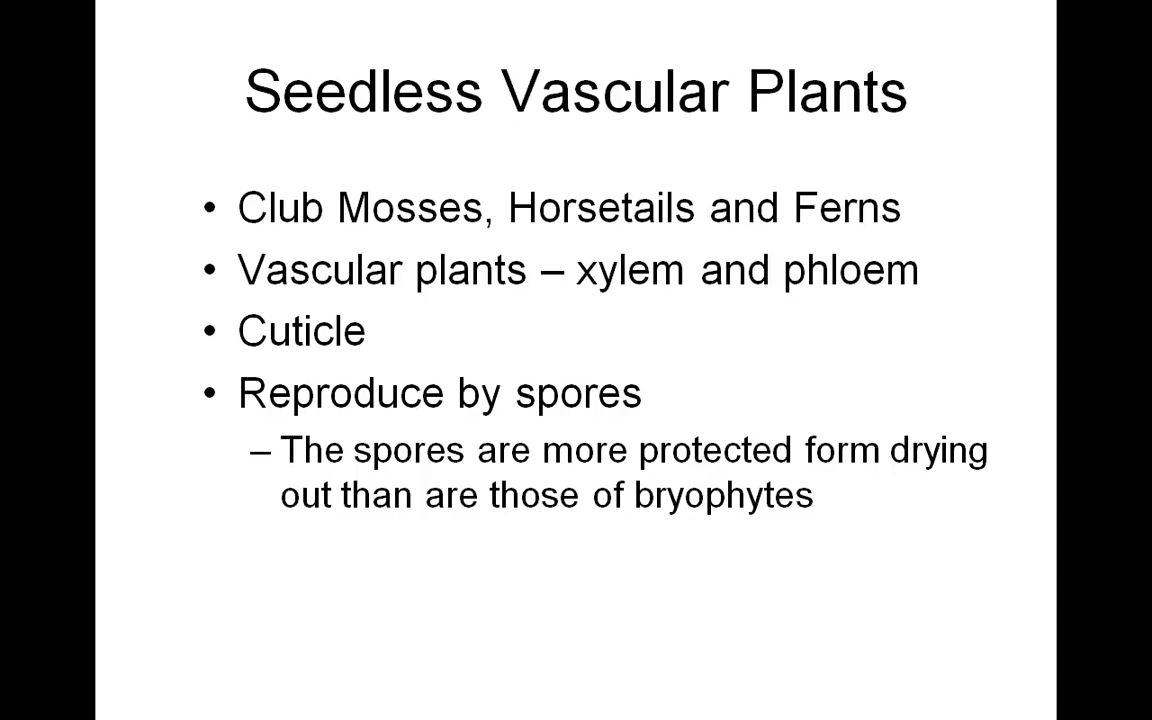 Seedless Vascular Plants
• Club Mosses, Horsetails and Ferns
• Vascular plants – xylem and phloem
• Cuticle
• Reproduce by spores
– The spores are more protected form drying
out than are those of bryophytes